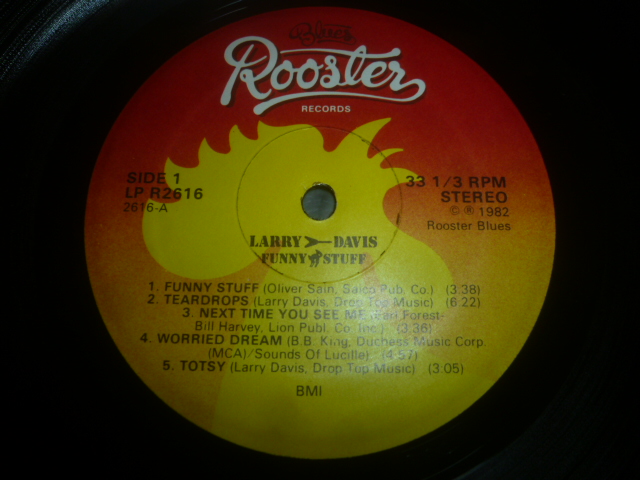 Blues
Rooster
RECORDS
SIDE 1
LP R2616
2616-A
33 1/3 RPM
STEREO
© ℗ 1982
Rooster Blues
LARRY DAVIS
FUNNY STUFF
1. FUNNY STUFF (Oliver Sain, Saico Pub. Co.) (3:38)
2. TEARDROPS (Larry Davis, Drop Top Music) (6:22)
3. NEXT TIME YOU SEE ME (Earl Forest-
Bill Harvey, Lion Publ. Co. Inc.) (3:36)
4. WORRIED DREAM (B.B. King, Duchess Music Corp.
(MCA)/Sounds Of Lucille) (4:57)
5. TOTSY (Larry Davis, Drop Top Music) (3:05)
BMI